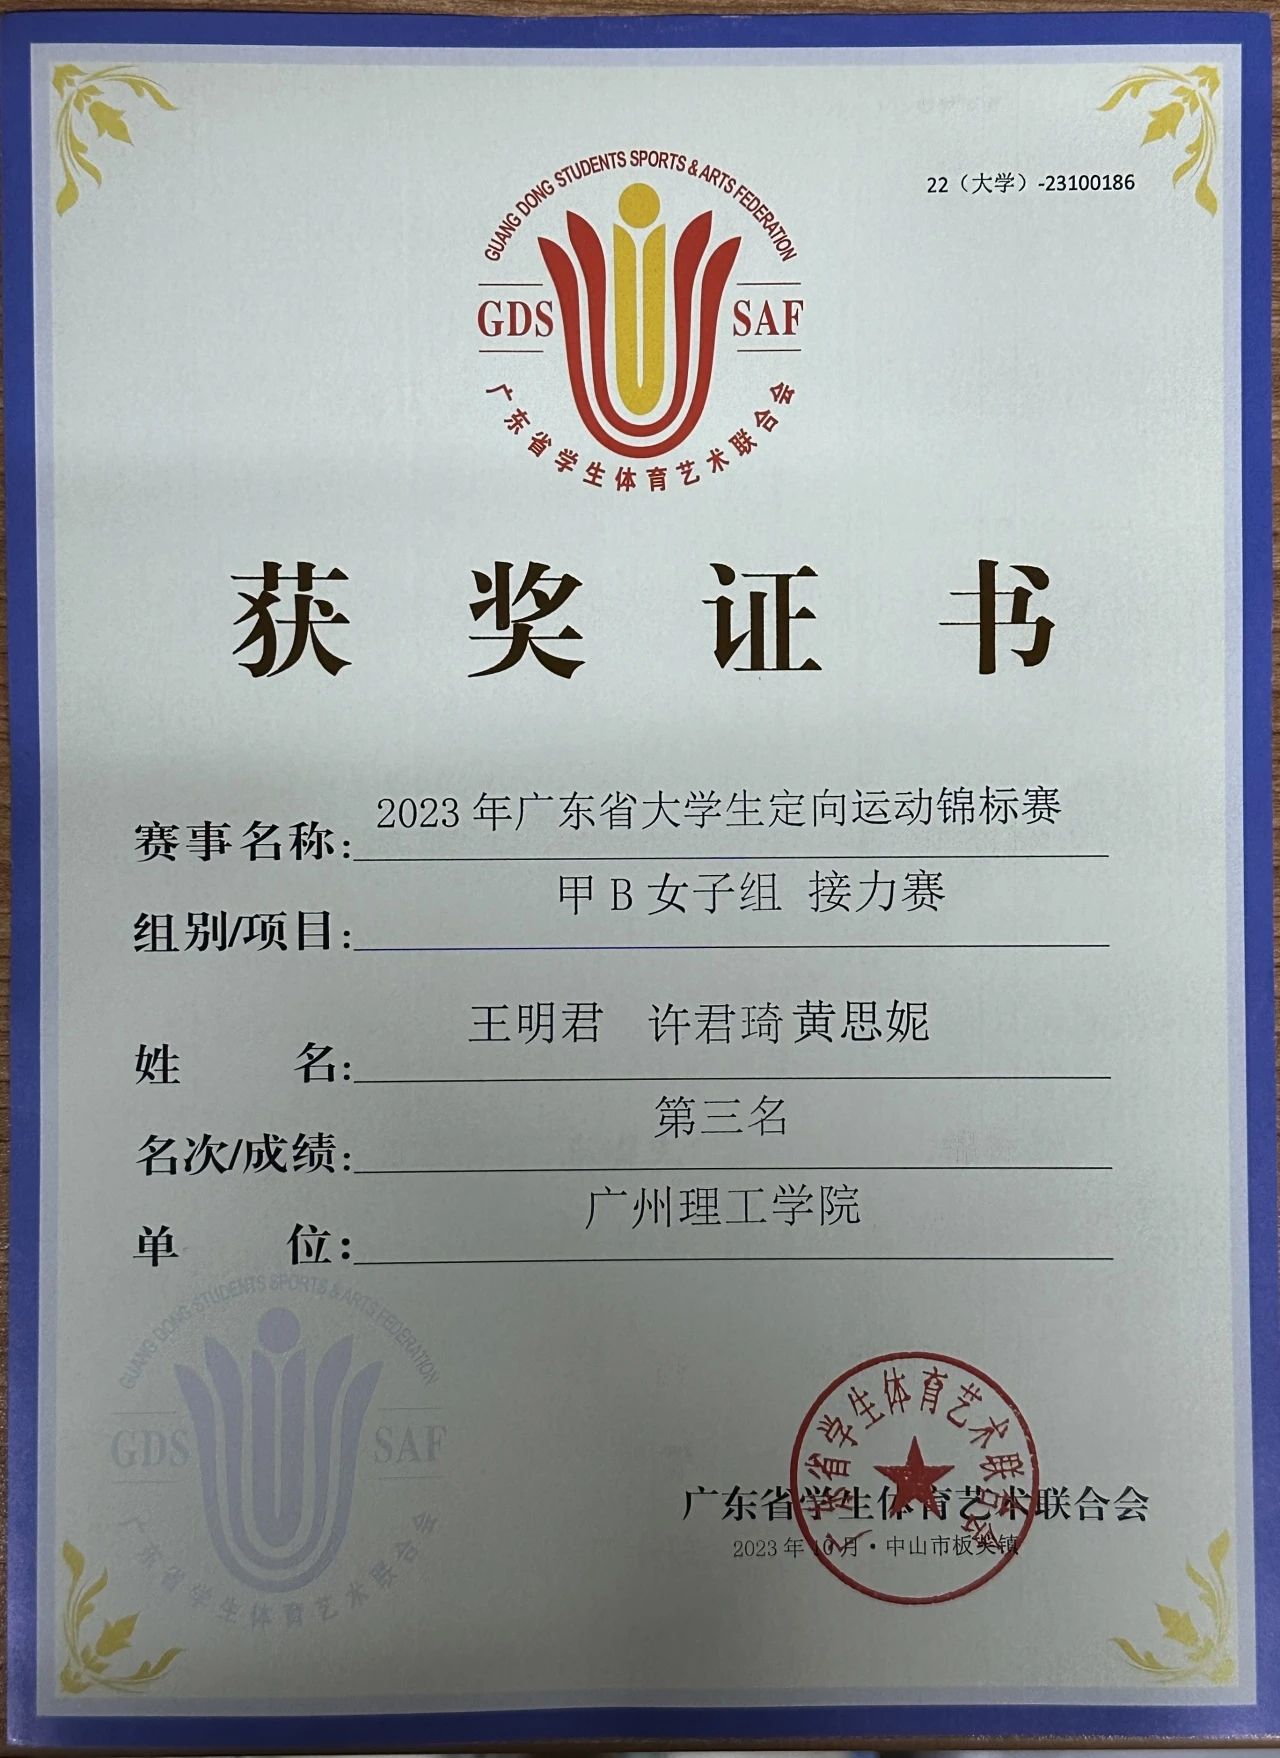 GUANG DONG STUDENTS SPORTS & ARTS FEDERATION
22（大学）-23100186
GDS SAF
广东省学生体育艺术联合会
获奖证书
赛事名称: 2023年广东省大学生定向运动锦标赛
组别/项目: 甲B女子组 接力赛
姓名: 王明君 许君琦 黄思妮
名次/成绩: 第三名
单位: 广州理工学院
GUANG DONG STUDENTS SPORTS & ARTS FEDERATION
GDS SAF
广东省学生体育艺术联合会
广东省学生体育艺术联合会
广东省学生体育艺术联合会
2023年10月·中山市板芙镇